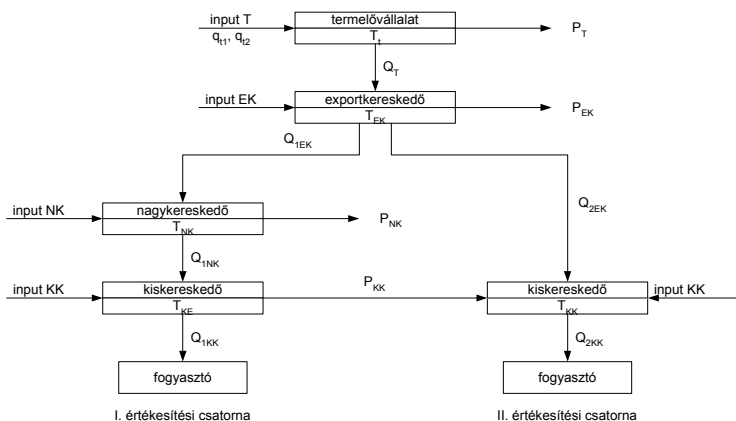 input T
q_t1, q_t2
termelővállalat
T_t
P_T
Q_T
input EK
exportkereskedő
T_EK
P_EK
Q_1EK
Q_2EK
input NK
nagykereskedő
T_NK
P_NK
Q_1NK
input KK
kiskereskedő
T_KE
P_KK
kiskereskedő
T_KK
input KK
Q_1KK
Q_2KK
fogyasztó
fogyasztó
I. értékesítési csatorna
II. értékesítési csatorna